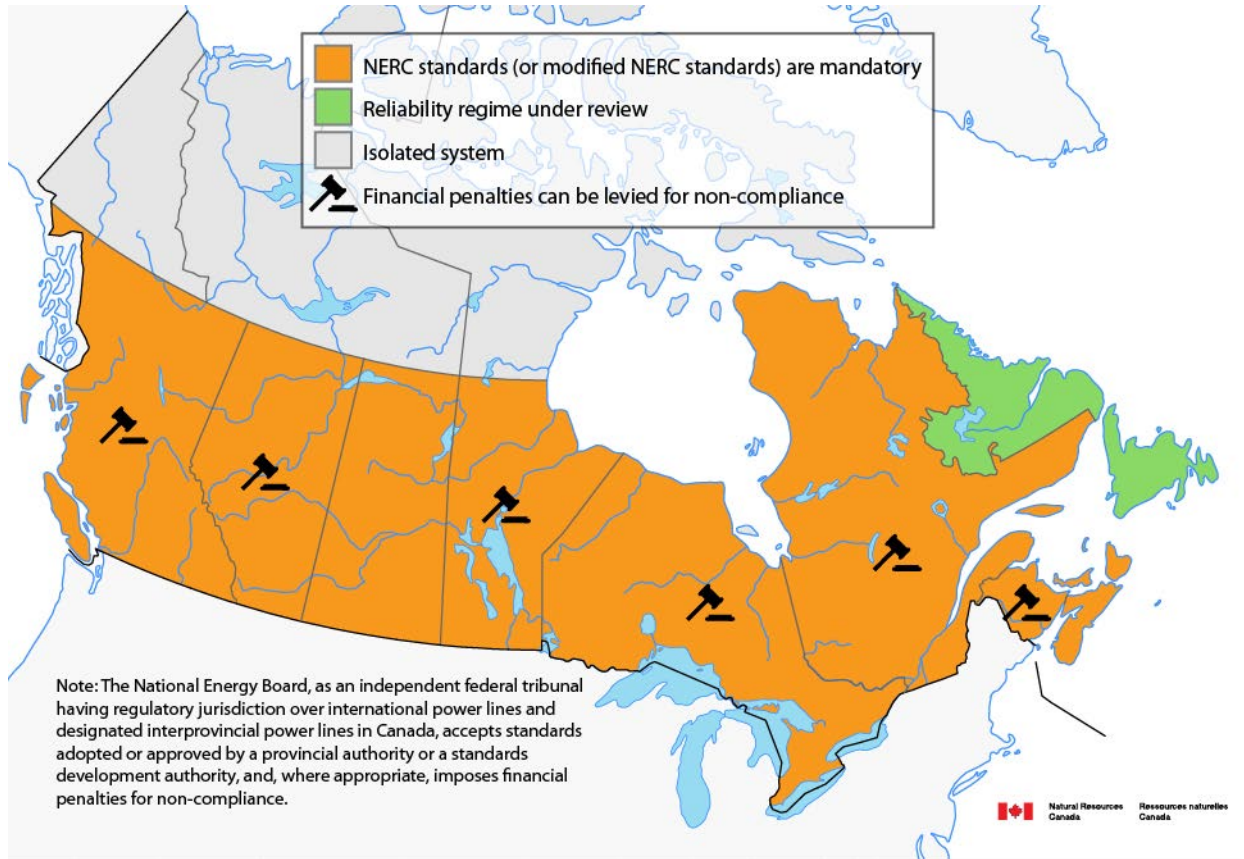 NERC standards (or modified NERC standards) are mandatory
Reliability regime under review
Isolated system
Financial penalties can be levied for non-compliance
Note: The National Energy Board, as an independent federal tribunal
having regulatory jurisdiction over international power lines and
designated interprovincial power lines in Canada, accepts standards
adopted or approved by a provincial authority or a standards
development authority, and, where appropriate, imposes financial
penalties for non-compliance.
Natural Resources Ressources naturelles
Canada Canada